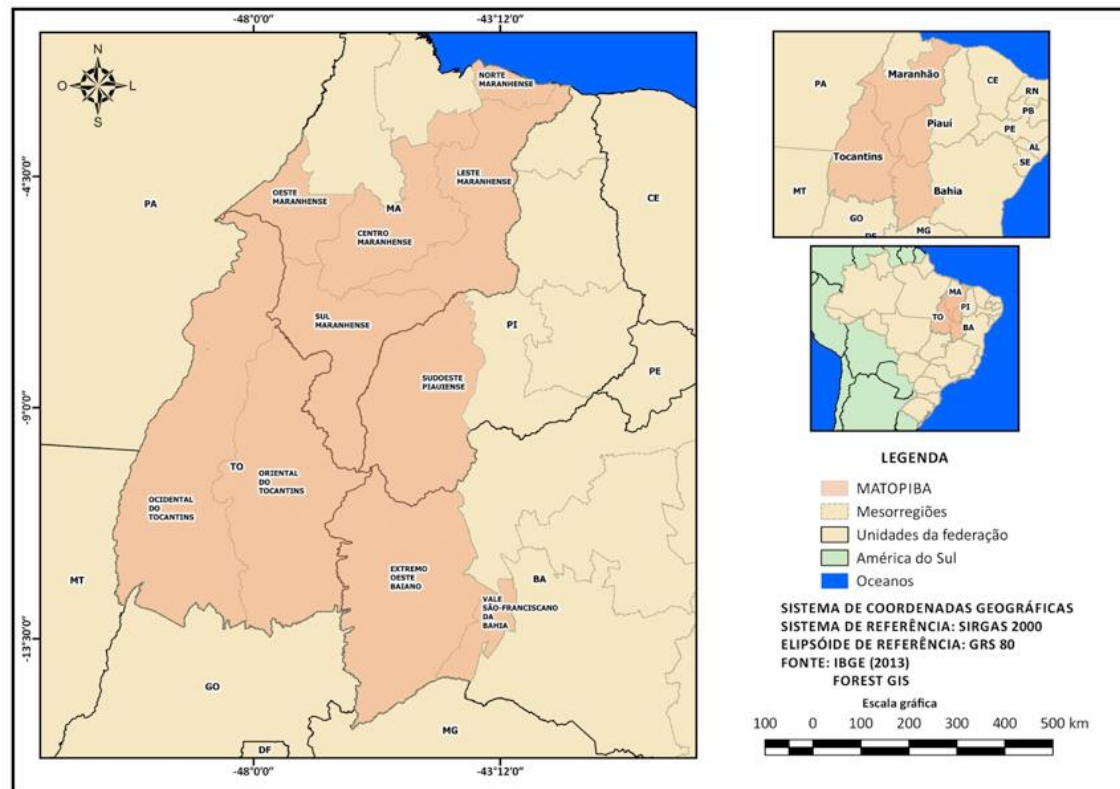 -48°0'0"
-43°12'0"
N
O
L
S
-4°30'
-9°0'0"
-13°30'
NORTE
MARANHENSE
LESTE
MARANHENSE
OESTE
MARANHENSE
MA
CENTRO
MARANHENSE
PA
CE
SUL
MARANHENSE
PI
SUDOESTE
PIAUIENSE
PE
TO
ORIENTAL
DO
TOCANTINS
OCIDENTAL
DO
TOCANTINS
MT
EXTREMO
OESTE
BAIANO
BA
VALE
SÃO-FRANCISCANO
DA
BAHIA
GO
MG
DF
-48°0'0"
-43°12'0"
Maranhão
PA
CE
RN
PB
Piauí
PE
AL
Tocantins
SE
MT
Bahia
GO
DF
MG
MA
PI
TO
BA
LEGENDA
MATOPIBA
Mesorregiões
Unidades da federação
América do Sul
Oceanos
SISTEMA DE COORDENADAS GEOGRÁFICAS
SISTEMA DE REFERÊNCIA: SIRGAS 2000
ELIPSÓIDE DE REFERÊNCIA: GRS 80
FONTE: IBGE (2013)
FOREST GIS
Escala gráfica
100 0 100 200 300 400 500 km